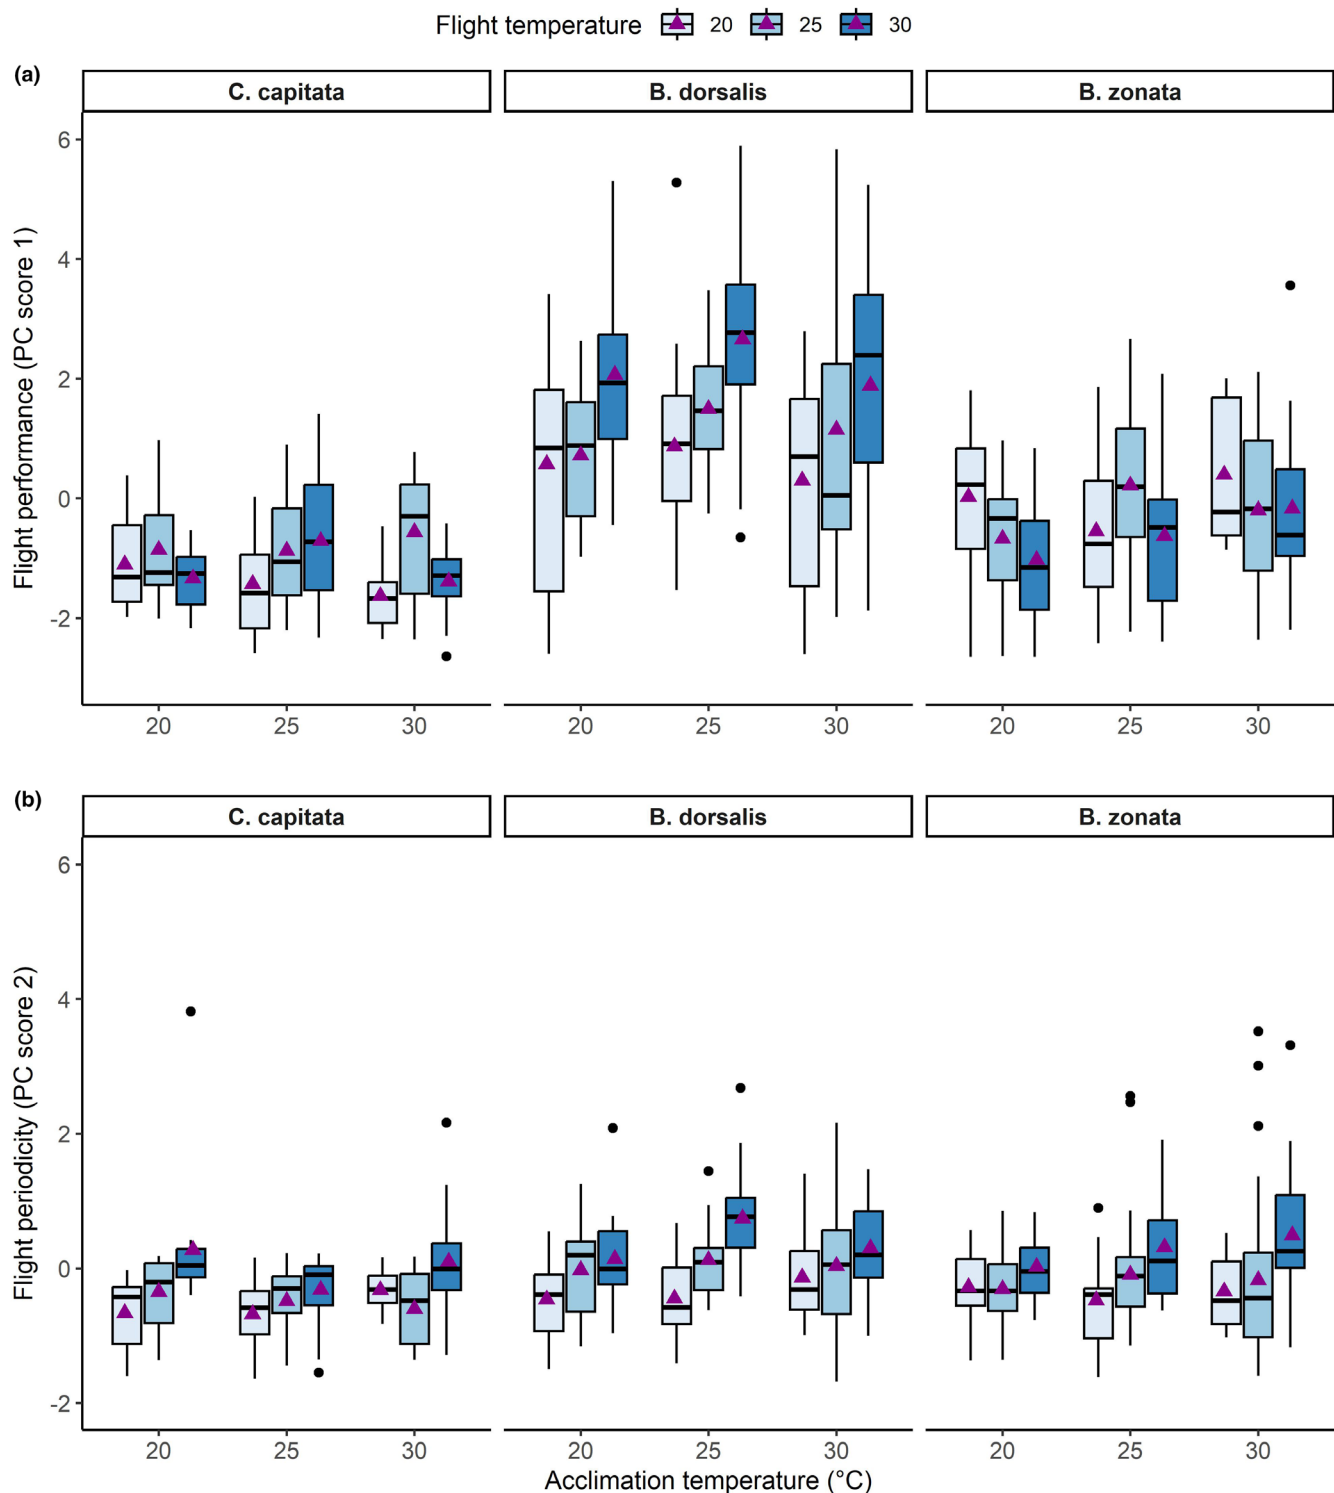 Flight temperature 20 25 30
(a)
C. capitata B. dorsalis B. zonata
Flight performance (PC score 1)
6
4
2
0
-2
20 25 30 20 25 30 20 25 30
(b)
C. capitata B. dorsalis B. zonata
Flight periodicity (PC score 2)
6
4
2
0
-2
20 25 30 20 25 30 20 25 30
Acclimation temperature (°C)